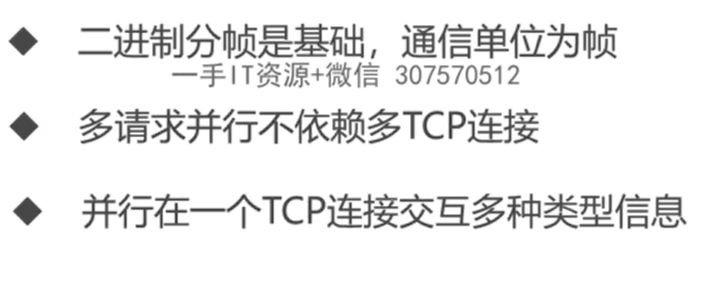 ◆ 二进制分帧是基础，通信单位为帧
一手IT资源+微信 307570512
◆ 多请求并行不依赖多TCP连接
◆ 并行在一个TCP连接交互多种类型信息